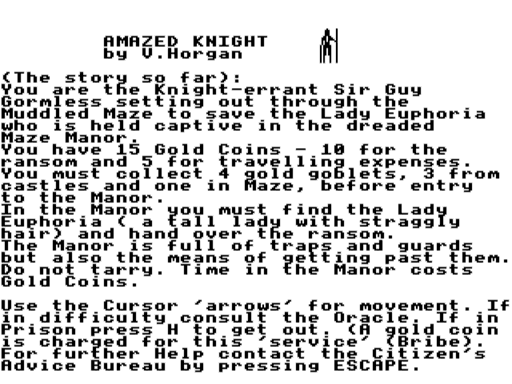 AMAZED KNIGHT
by V.Horgan
(The story so far):
You are the Knight-errant Sir Guy
Gormless setting out through the
Muddled Maze to save the Lady Euphoria
who is held captive in the dreaded
Maze Manor.
You have 15 Gold Coins - 10 for the
ransom and 5 for travelling expenses.
You must collect 4 gold goblets, 3 from
castles and one in Maze, before entry
to the Manor.
In the Manor you must find the Lady
Euphoria ( a tall lady with straggly
hair) and hand over the ransom.
The Manor is full of traps and guards
but also the means of getting past them.
Do not tarry. Time in the Manor costs
Gold Coins.
Use the Cursor 'arrows' for movement. If
in difficulty consult the Oracle. If in
Prison press H to get out. (A gold coin
is charged for this 'service' (Bribe).
For further Help contact the Citizen's
Advice Bureau by pressing ESCAPE.